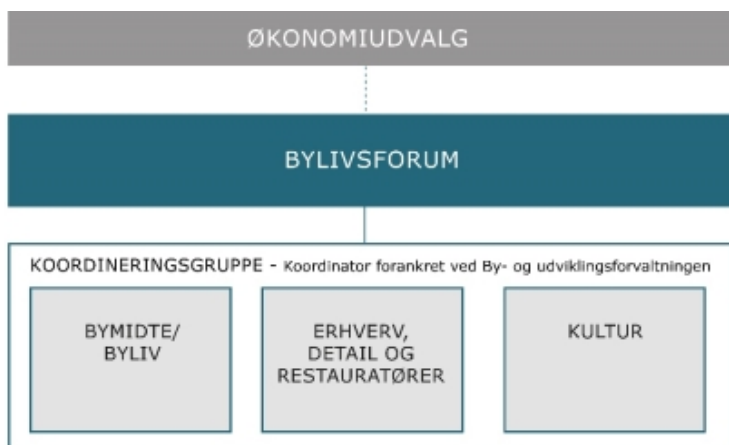 ØKONOMIUDVALG
BYLIVSFORUM
KOORDINERINGSGRUPPE - Koordinator forankret ved By- og udviklingsforvaltningen
BYMIDTE/
BYLIV
ERHVERV,
DETAIL OG
RESTAURATØRER
KULTUR